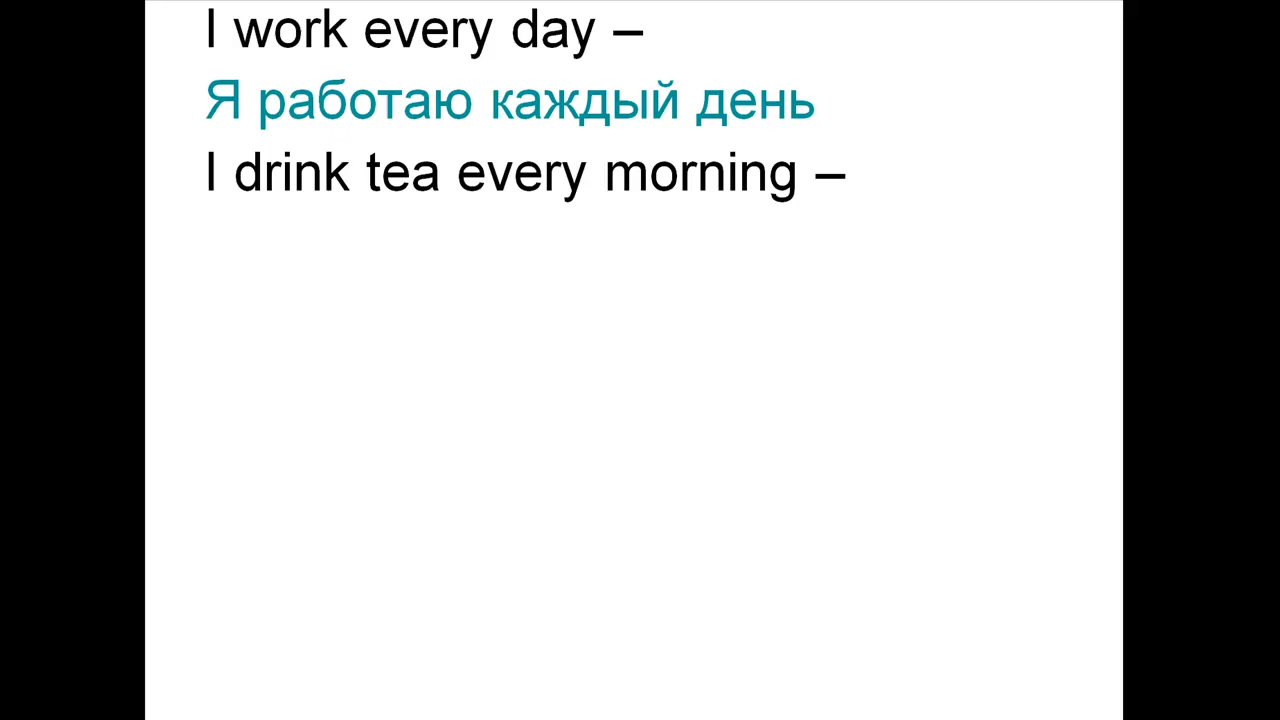 I work every day –
Я работаю каждый день
I drink tea every morning –